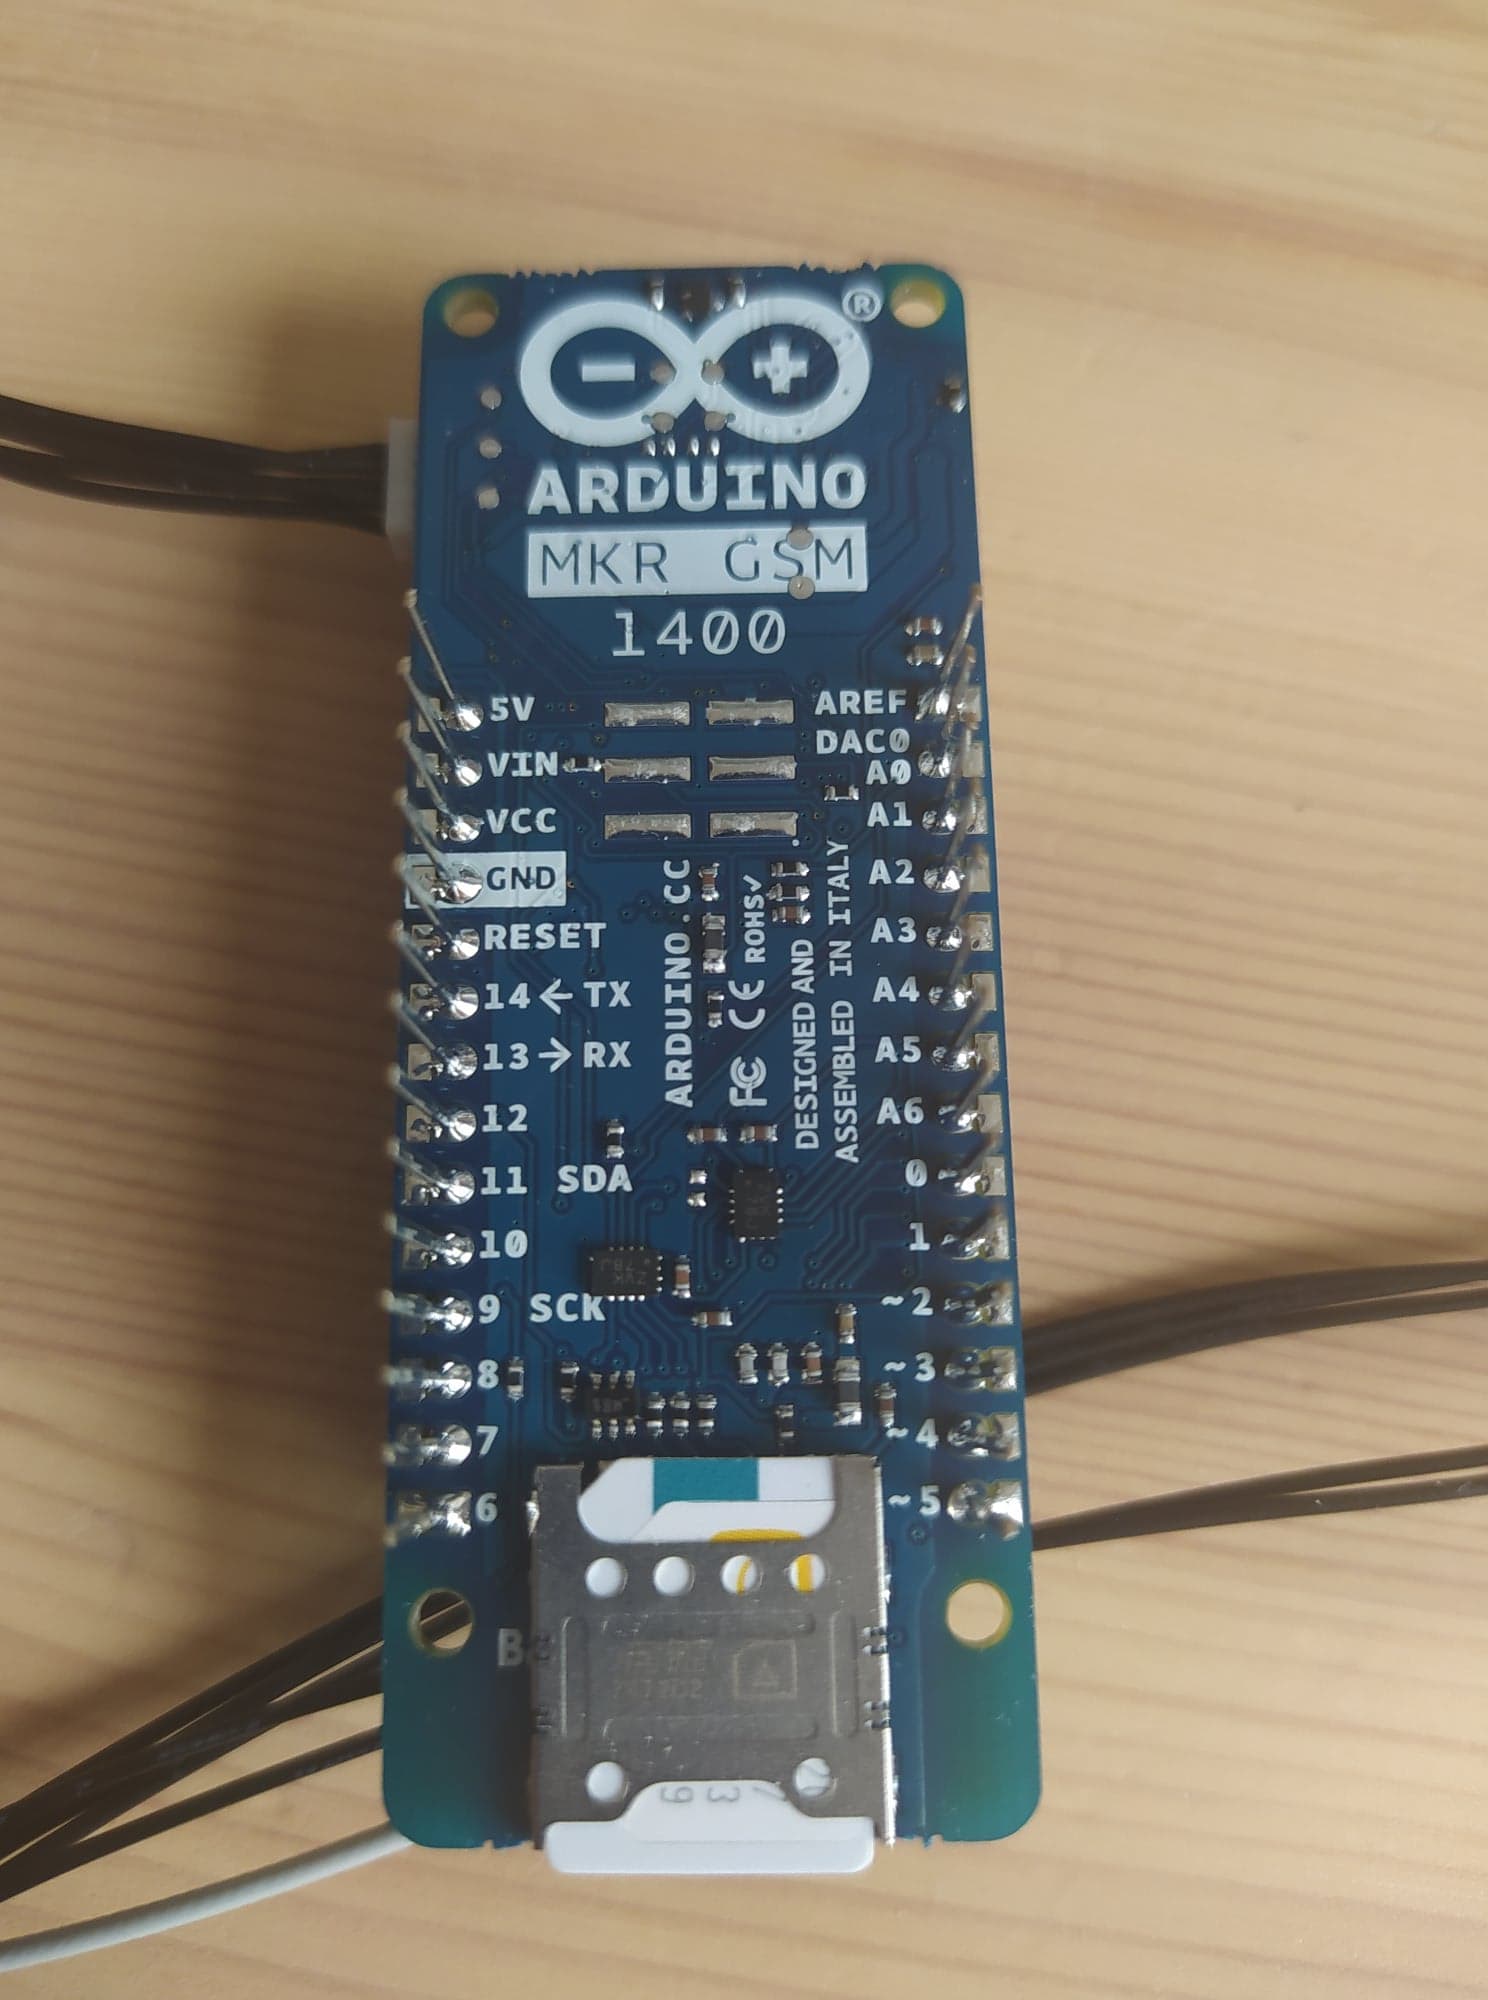 ®
ARDUINO
MKR GSM
1400
5V
VIN
VCC
GND
RESET
14←TX
13→RX
12
11 SDA
10
9 SCK
8
7
6
AREF
DAC0
A0
A1
A2
A3
A4
A5
A6
0
1
~2
~3
~4
~5
ARDUINO.CC
FC CE ROHS✓
DESIGNED AND
ASSEMBLED IN ITALY